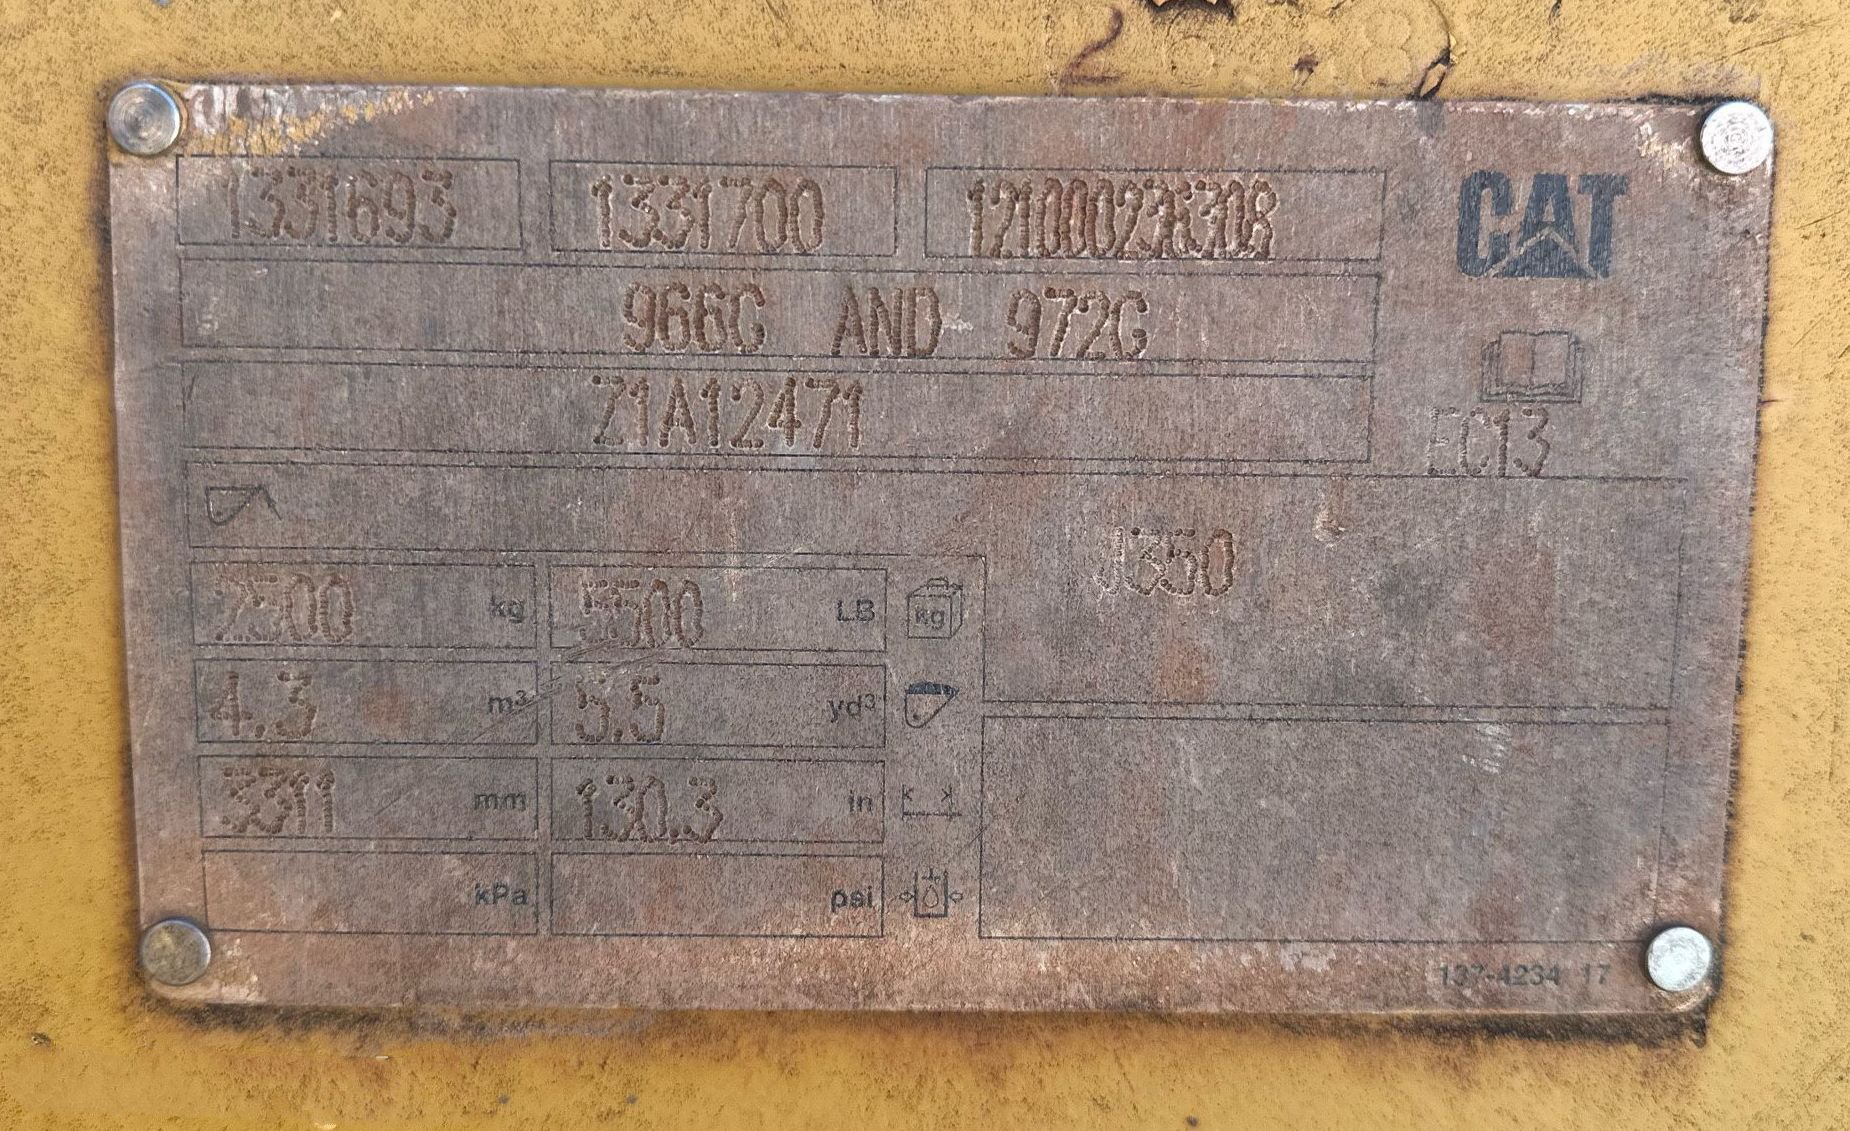 1331693 1331700 121000236308
CAT
966G AND 972G
Z1A12471
EC13
J350
2500 kg 5500 LB kg
4.3 m³ 5.5 yd³
3311 mm 130.3 in
kPa psi
137-4234 17